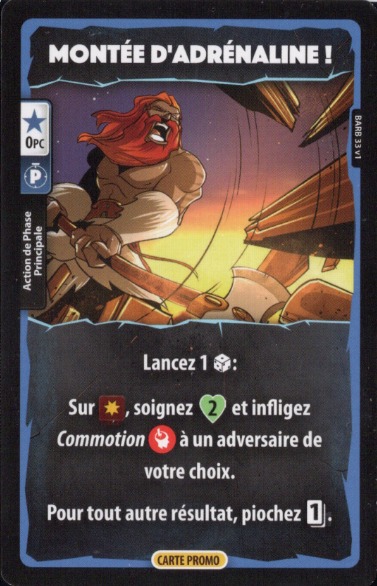 MONTÉE D'ADRÉNALINE !
0PC
P
Action de Phase
Principale
BARB 33 v1
Lancez 1 :
Sur , soignez 2 et infligez
Commotion à un adversaire de
votre choix.
Pour tout autre résultat, piochez 1.
CARTE PROMO